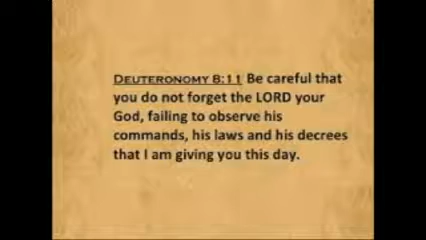 DEUTERONOMY 8:11 Be careful that
you do not forget the LORD your
God, failing to observe his
commands, his laws and his decrees
that I am giving you this day.